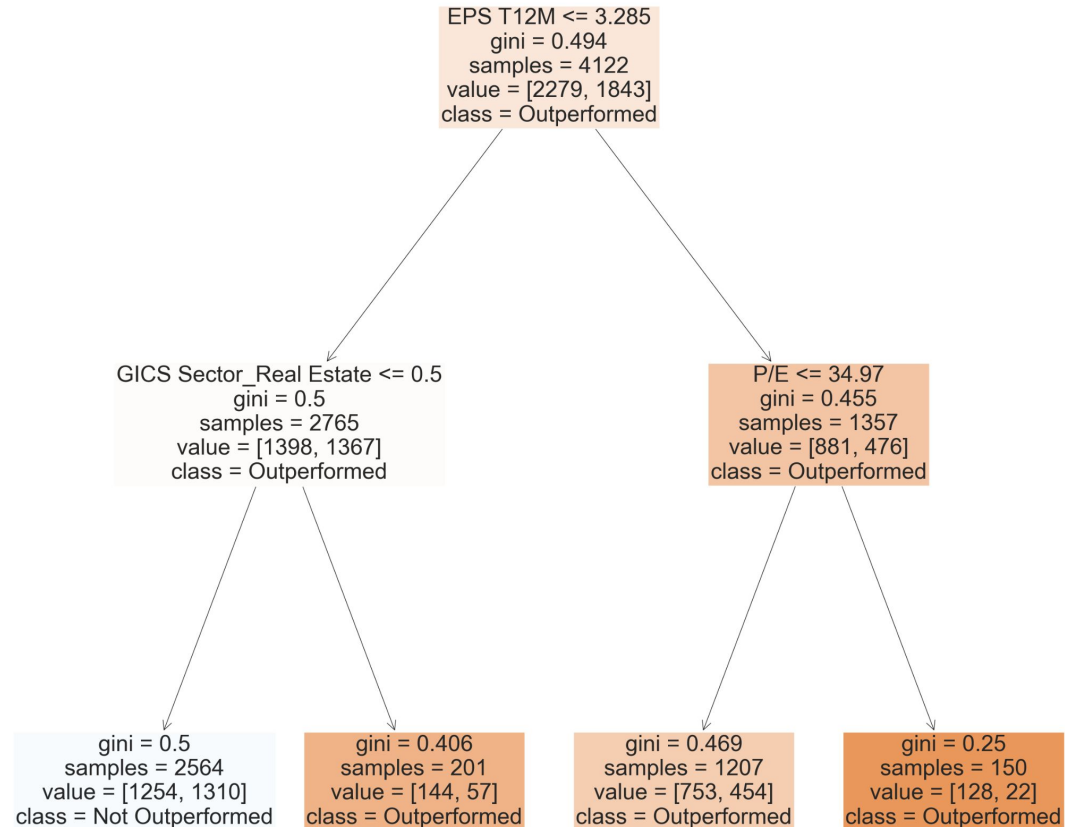 EPS T12M <= 3.285
gini = 0.494
samples = 4122
value = [2279, 1843]
class = Outperformed
GICS Sector_Real Estate <= 0.5
gini = 0.5
samples = 2765
value = [1398, 1367]
class = Outperformed
P/E <= 34.97
gini = 0.455
samples = 1357
value = [881, 476]
class = Outperformed
gini = 0.5
samples = 2564
value = [1254, 1310]
class = Not Outperformed
gini = 0.406
samples = 201
value = [144, 57]
class = Outperformed
gini = 0.469
samples = 1207
value = [753, 454]
class = Outperformed
gini = 0.25
samples = 150
value = [128, 22]
class = Outperformed